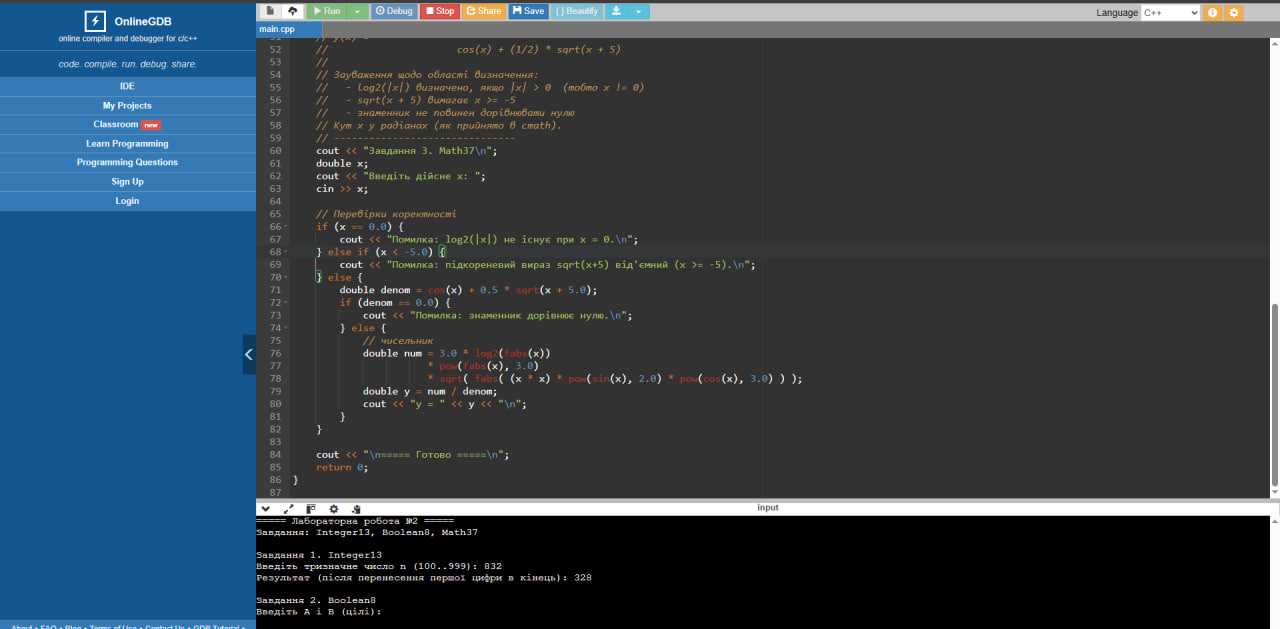 OnlineGDB
online compiler and debugger for c/c++
code. compile. run. debug. share.
IDE
My Projects
Classroom new
Learn Programming
Programming Questions
Sign Up
Login
About • FAQ • Blog • Terms of Use • Contact Us • GDB Tutorial •
Run Debug Stop Share Save { } Beautify
Language C++
main.cpp
51 // y(x) =
52 // cos(x) + (1/2) * sqrt(x + 5)
53 //
54 // Зауваження щодо області визначення:
55 // - log2(|x|) визначено, якщо |x| > 0 (тобто x != 0)
56 // - sqrt(x + 5) вимагає x >= -5
57 // - знаменник не повинен дорівнювати нулю
58 // Кут x у радіанах (як прийнято в cmath).
59 // -------------------------------
60 cout << "Завдання 3. Math37\n";
61 double x;
62 cout << "Введіть дійсне x: ";
63 cin >> x;
64
65 // Перевірки коректності
66 if (x == 0.0) {
67 cout << "Помилка: log2(|x|) не існує при x = 0.\n";
68 } else if (x < -5.0) {
69 cout << "Помилка: підкореневий вираз sqrt(x+5) від'ємний (x >= -5).\n";
70 } else {
71 double denom = cos(x) + 0.5 * sqrt(x + 5.0);
72 if (denom == 0.0) {
73 cout << "Помилка: знаменник дорівнює нулю.\n";
74 } else {
75 // чисельник
76 double num = 3.0 * log2(fabs(x))
77 * pow(fabs(x), 3.0)
78 * sqrt( fabs( (x * x) * pow(sin(x), 2.0) * pow(cos(x), 3.0) ) );
79 double y = num / denom;
80 cout << "y = " << y << "\n";
81 }
82 }
83
84 cout << "\n===== Готово =====\n";
85 return 0;
86 }
87
input
===== Лабораторна робота №2 =====
Завдання: Integer13, Boolean8, Math37
Завдання 1. Integer13
Введіть тризначне число n (100..999): 832
Результат (після перенесення першої цифри в кінець): 328
Завдання 2. Boolean8
Введіть A і B (цілі):